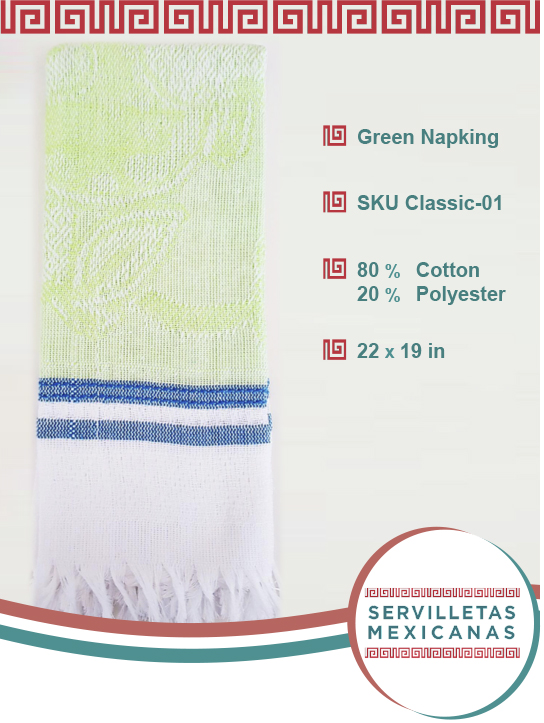 Green Napking
SKU Classic-01
80 % Cotton
20 % Polyester
22 x 19 in
SERVILLETAS
MEXICANAS